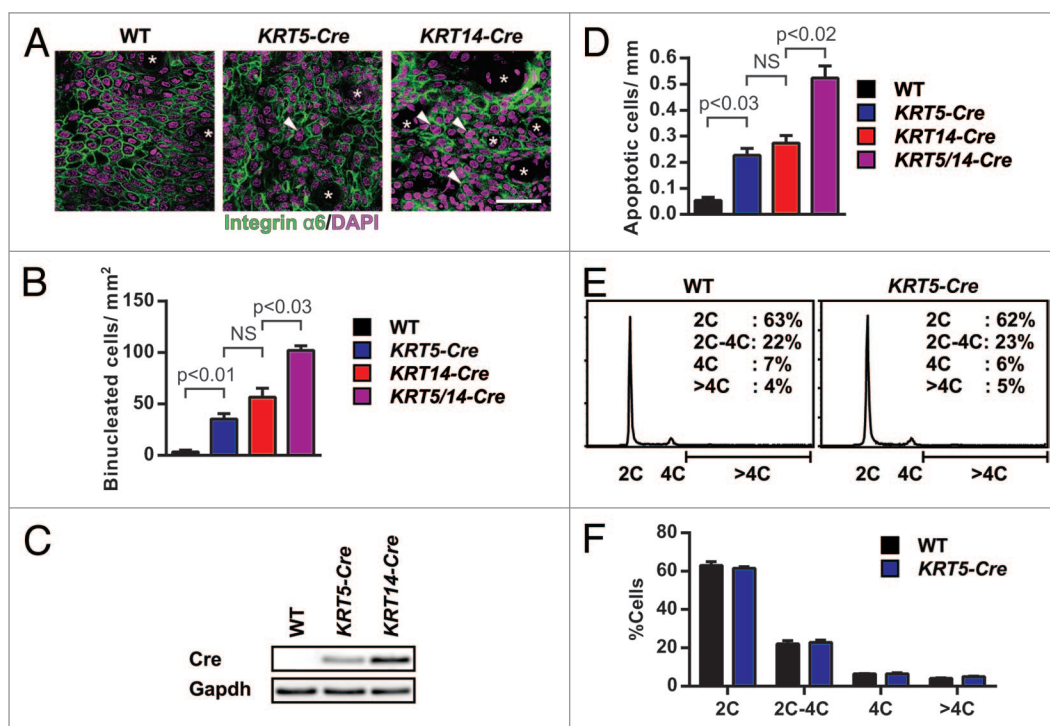 A
WT
KRT5-Cre
KRT14-Cre
* * * * * * * *
Integrin α6/DAPI
B
Binucleated cells/ mm²
150
100
50
0
p<0.01
NS
p<0.03
WT
KRT5-Cre
KRT14-Cre
KRT5/14-Cre
C
WT
KRT5-Cre
KRT14-Cre
Cre
Gapdh
D
Apoptotic cells/ mm
0.6
0.5
0.4
0.3
0.2
0.1
0.0
p<0.03
NS
p<0.02
WT
KRT5-Cre
KRT14-Cre
KRT5/14-Cre
E
WT
2C : 63%
2C-4C : 22%
4C : 7%
>4C : 4%
2C 4C >4C
KRT5-Cre
2C : 62%
2C-4C : 23%
4C : 6%
>4C : 5%
2C 4C >4C
F
%Cells
80
60
40
20
0
WT
KRT5-Cre
2C 2C-4C 4C >4C